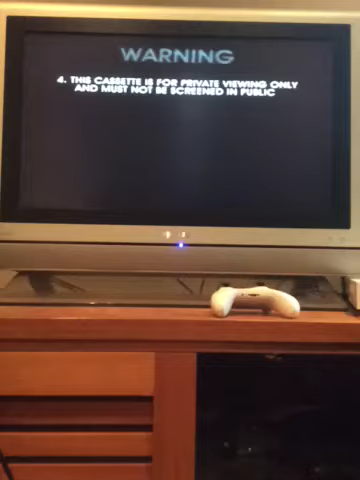 WARNING
4. THIS CASSETTE IS FOR PRIVATE VIEWING ONLY
AND MUST NOT BE SCREENED IN PUBLIC